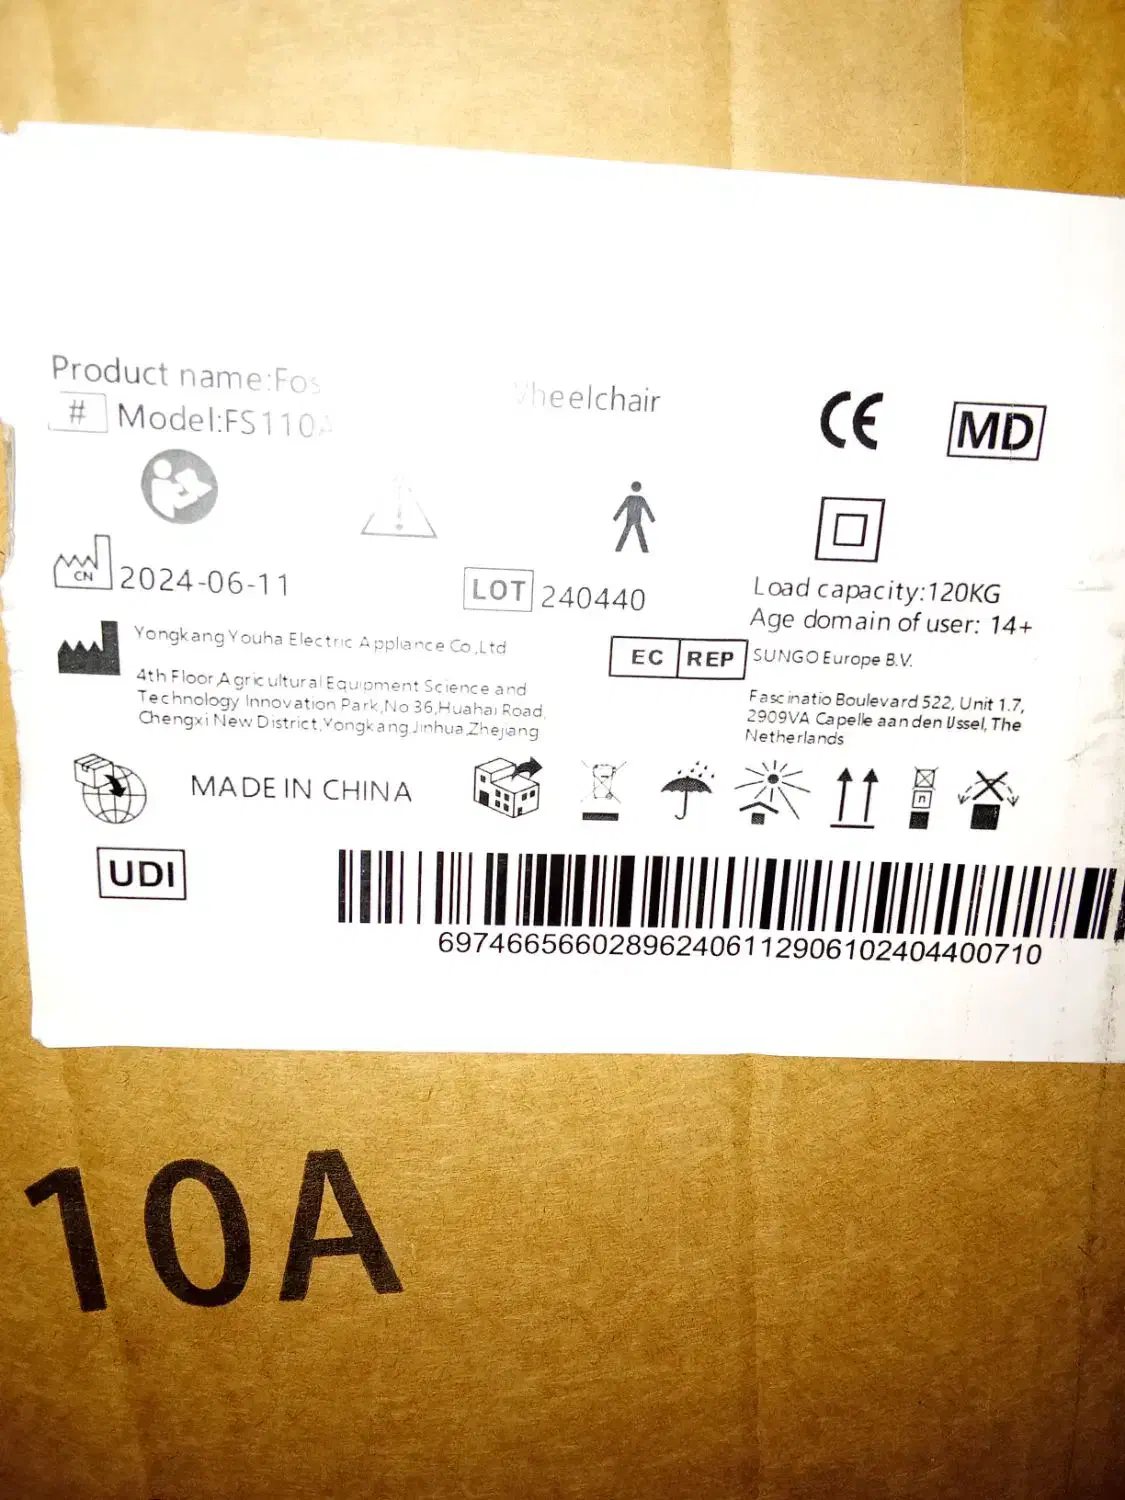 Product name:Fos Wheelchair
# Model:FS110A
CE
MD
CN 2024-06-11
LOT 240440
Load capacity:120KG
Age domain of user: 14+
Yongkang Youha Electric Appliance Co.,Ltd
4th Floor,Agricultural Equipment Science and
Technology Innovation Park,No 36,Huahai Road,
Chengxi New District,Yongkang Jinhua Zhejiang
EC REP SUNGO Europe B.V.
Fascinatio Boulevard 522, Unit 1.7,
2909VA Capelle aan den IJssel, The
Netherlands
MADE IN CHINA
n
UDI
697466566028962406112906102404400710
10A